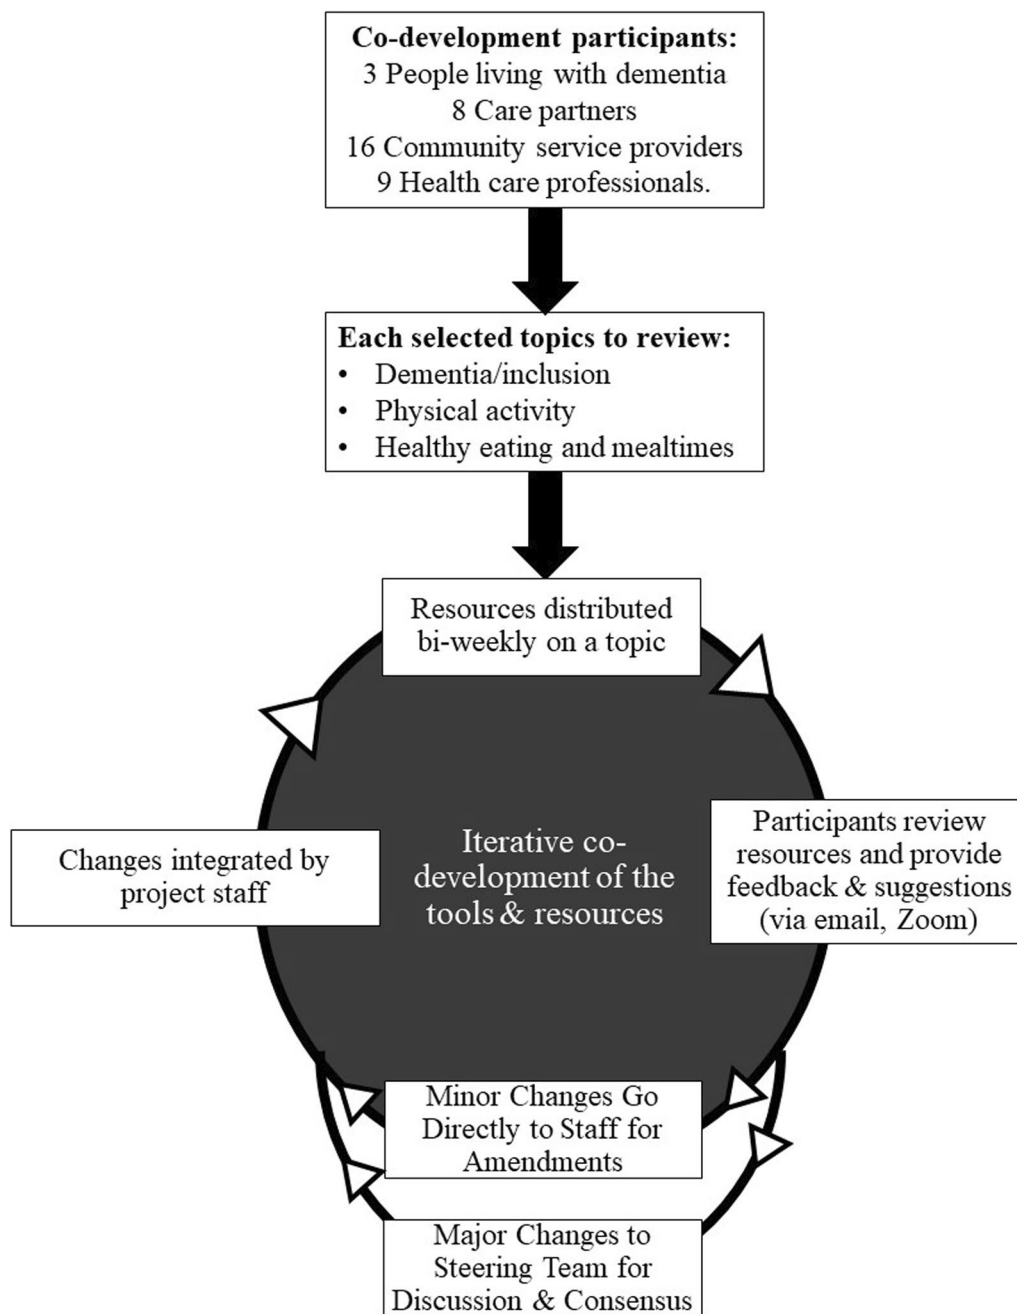 Co-development participants:
3 People living with dementia
8 Care partners
16 Community service providers
9 Health care professionals.
Each selected topics to review:
• Dementia/inclusion
• Physical activity
• Healthy eating and mealtimes
Resources distributed
bi-weekly on a topic
Participants review
resources and provide
feedback & suggestions
(via email, Zoom)
Iterative co-
development of the
tools & resources
Changes integrated by
project staff
Minor Changes Go
Directly to Staff for
Amendments
Major Changes to
Steering Team for
Discussion & Consensus